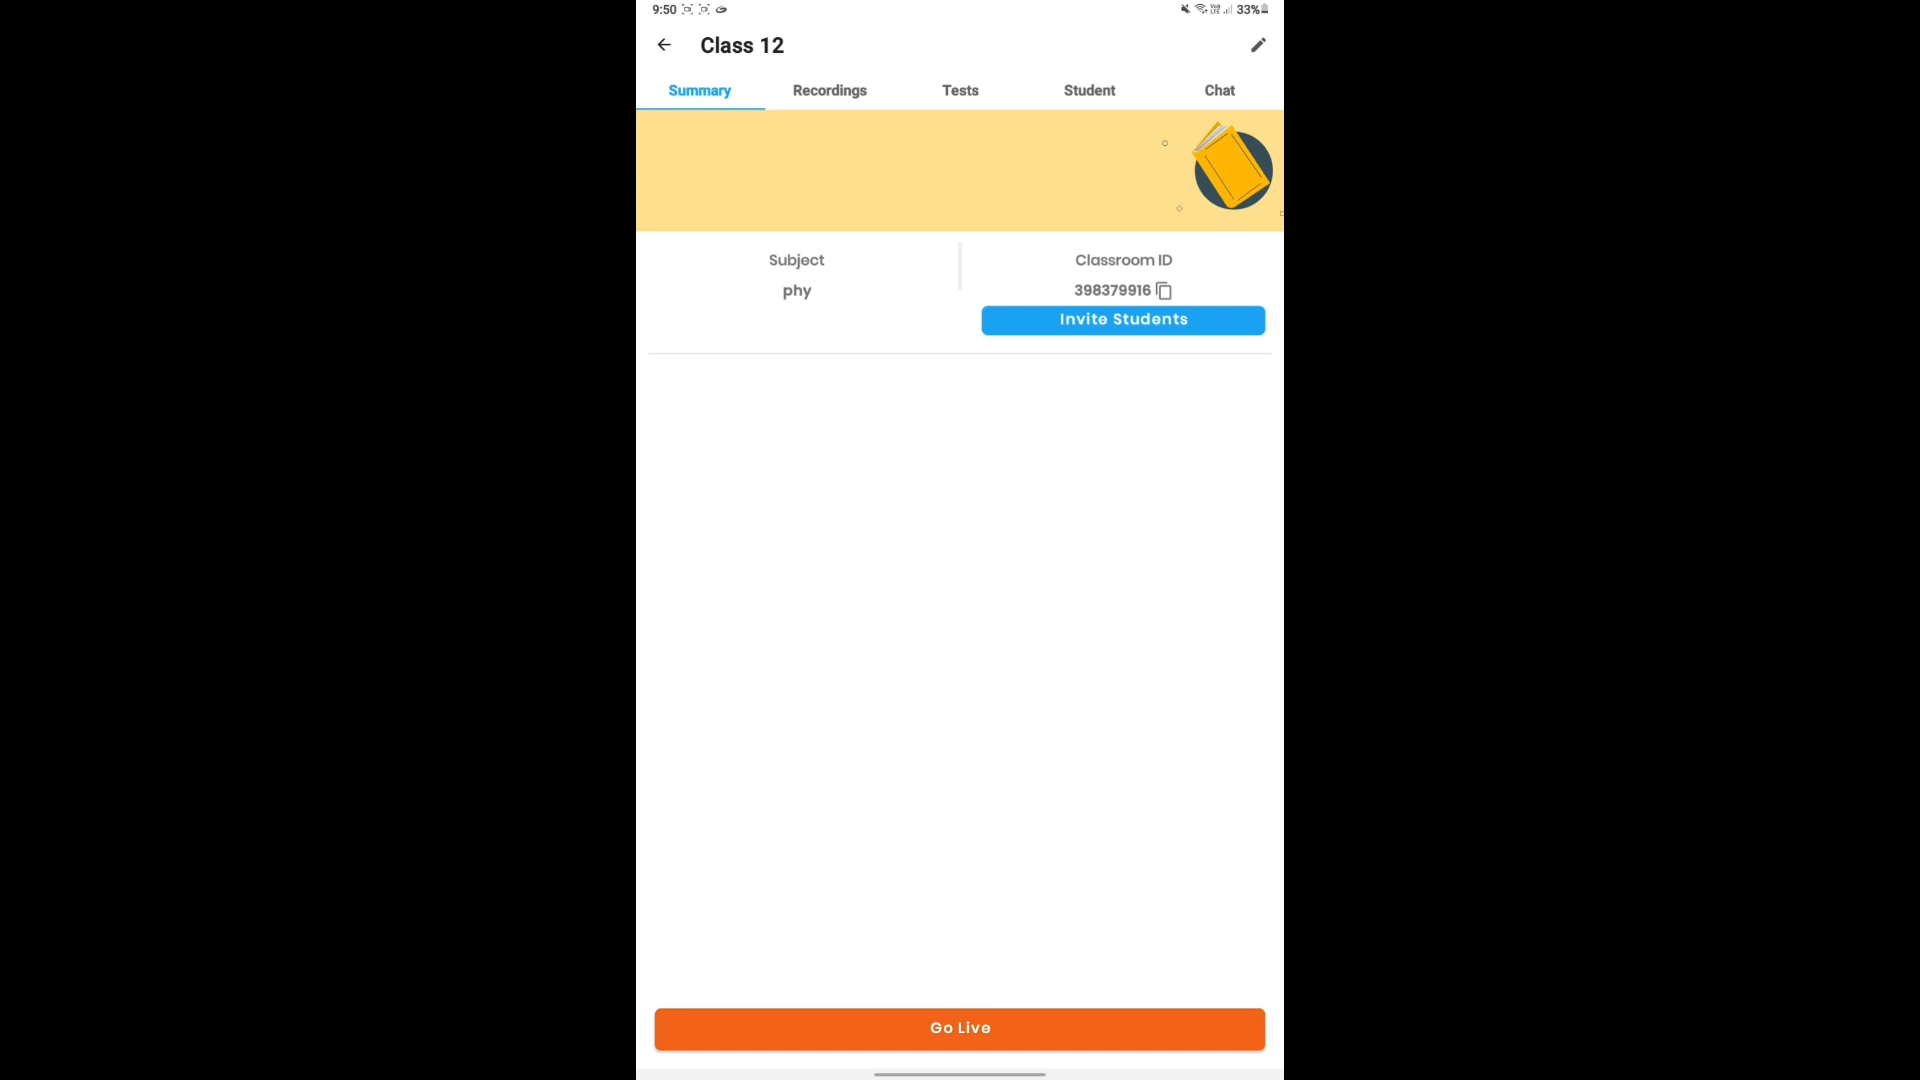 9:50 33%
Class 12
Summary Recordings Tests Student Chat
Subject Classroom ID
phy 398379916
Invite Students
Go Live